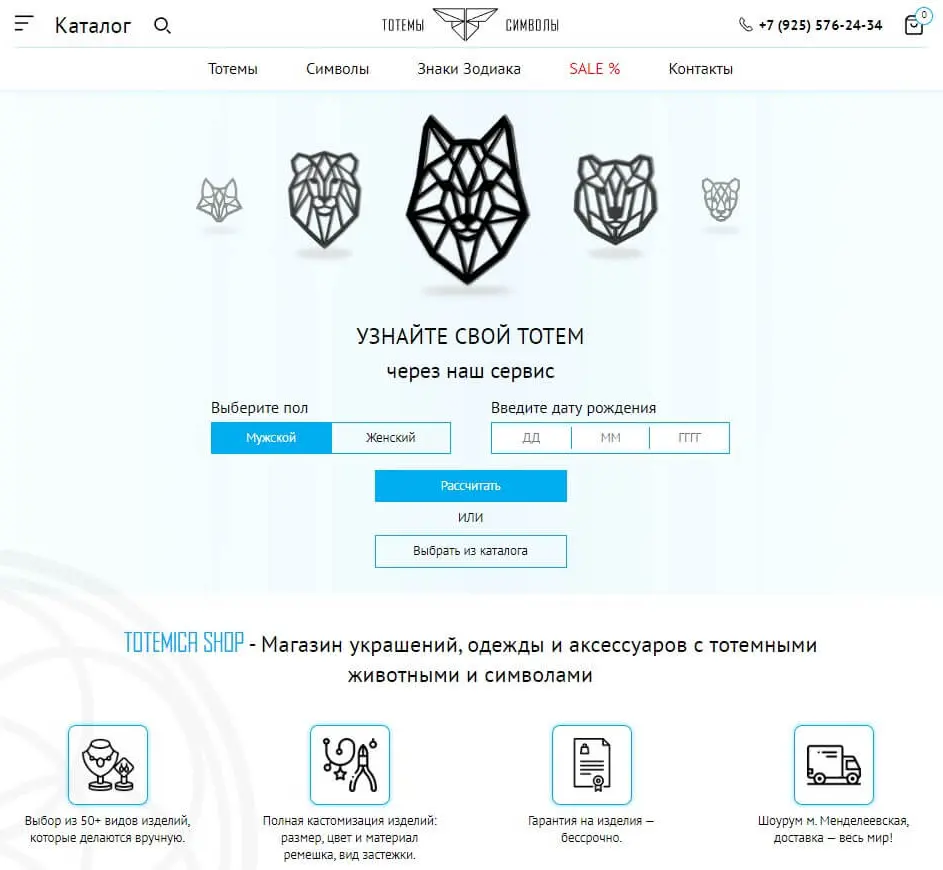 Каталог
ТОТЕМЫ СИМВОЛЫ
+7 (925) 576-24-34
0
Тотемы Символы Знаки Зодиака SALE % Контакты
УЗНАЙТЕ СВОЙ ТОТЕМ
через наш сервис
Выберите пол Введите дату рождения
Мужской Женский ДД ММ ГГГГ
Рассчитать
ИЛИ
Выбрать из каталога
TOTEMICA SHOP - Магазин украшений, одежды и аксессуаров с тотемными
животными и символами
Выбор из 50+ видов изделий,
которые делаются вручную.
Полная кастомизация изделий:
размер, цвет и материал
ремешка, вид застежки.
Гарантия на изделия —
бессрочно.
Шоурум м. Менделеевская,
доставка — весь мир!